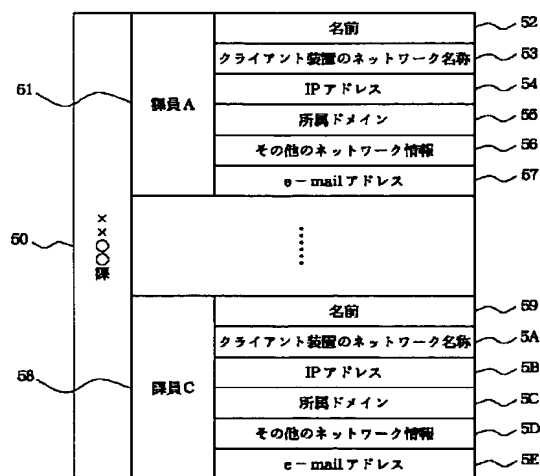 52
名前
53
クライアント装置のネットワーク名称
54
IPアドレス
55
所属ドメイン
56
その他のネットワーク情報
57
e-mailアドレス
51
課員A
50
××○○課
59
名前
5A
クライアント装置のネットワーク名称
5B
IPアドレス
5C
所属ドメイン
5D
その他のネットワーク情報
5E
e-mailアドレス
58
課員C